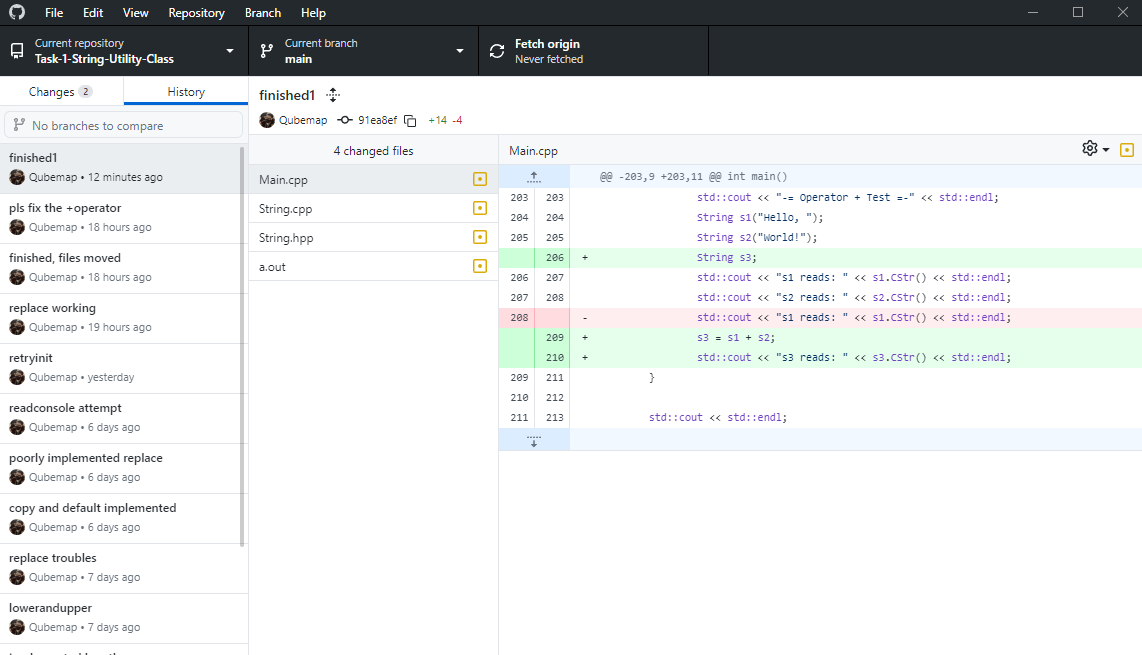 File Edit View Repository Branch Help
Current repository
Task-1-String-Utility-Class
Current branch
main
Fetch origin
Never fetched
Changes 2 History
No branches to compare
finished1
Qubemap • 12 minutes ago
pls fix the +operator
Qubemap • 18 hours ago
finished, files moved
Qubemap • 18 hours ago
replace working
Qubemap • 19 hours ago
retryinit
Qubemap • yesterday
readconsole attempt
Qubemap • 6 days ago
poorly implemented replace
Qubemap • 6 days ago
copy and default implemented
Qubemap • 6 days ago
replace troubles
Qubemap • 7 days ago
lowerandupper
Qubemap • 7 days ago
finished1
Qubemap 91ea8ef +14 -4
4 changed files
Main.cpp
String.cpp
String.hpp
a.out
Main.cpp
@@ -203,9 +203,11 @@ int main()
203 203 std::cout << "-= Operator + Test =-" << std::endl;
204 204 String s1("Hello, ");
205 205 String s2("World!");
206 + String s3;
206 207 std::cout << "s1 reads: " << s1.CStr() << std::endl;
207 208 std::cout << "s2 reads: " << s2.CStr() << std::endl;
208 - std::cout << "s1 reads: " << s1.CStr() << std::endl;
209 + s3 = s1 + s2;
210 + std::cout << "s3 reads: " << s3.CStr() << std::endl;
209 211 }
210 212
211 213 std::cout << std::endl;